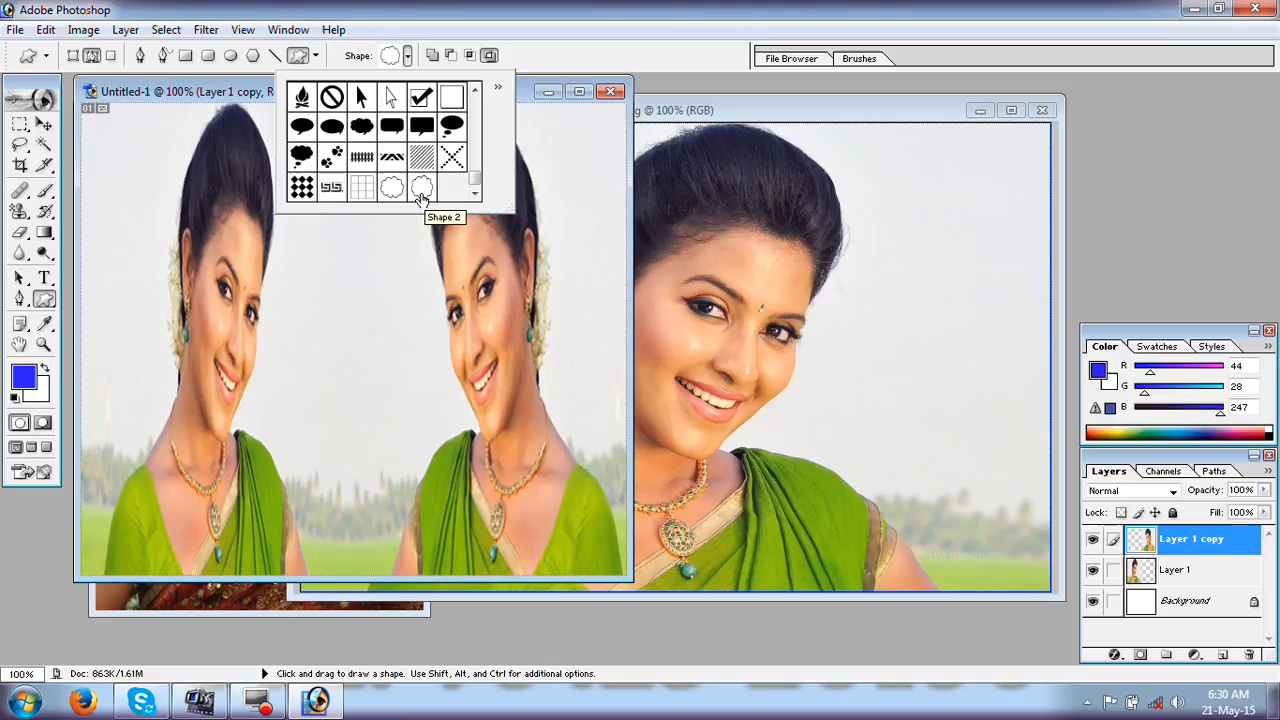 Adobe Photoshop
File Edit Image Layer Select Filter View Window Help
Shape:
File Browser Brushes
Untitled-1 @ 100% (Layer 1 copy, R
g @ 100% (RGB)
01
Shape 2
Color Swatches Styles
R 44
G 28
B 247
Layers Channels Paths
Normal Opacity: 100%
Lock: Fill: 100%
Layer 1 copy
Layer 1
Background
100% Doc: 863K/1.61M Click and drag to draw a shape. Use Shift, Alt, and Ctrl for additional options.
6:30 AM
21-May-15